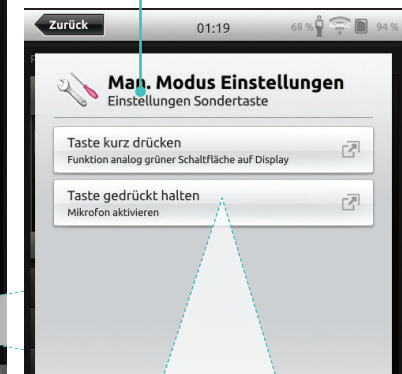 Zurück
01:19
68 %
94 %
Man. Modus Einstellungen
Einstellungen Sondertaste
Taste kurz drücken
Funktion analog grüner Schaltfläche auf Display
Taste gedrückt halten
Mikrofon aktivieren